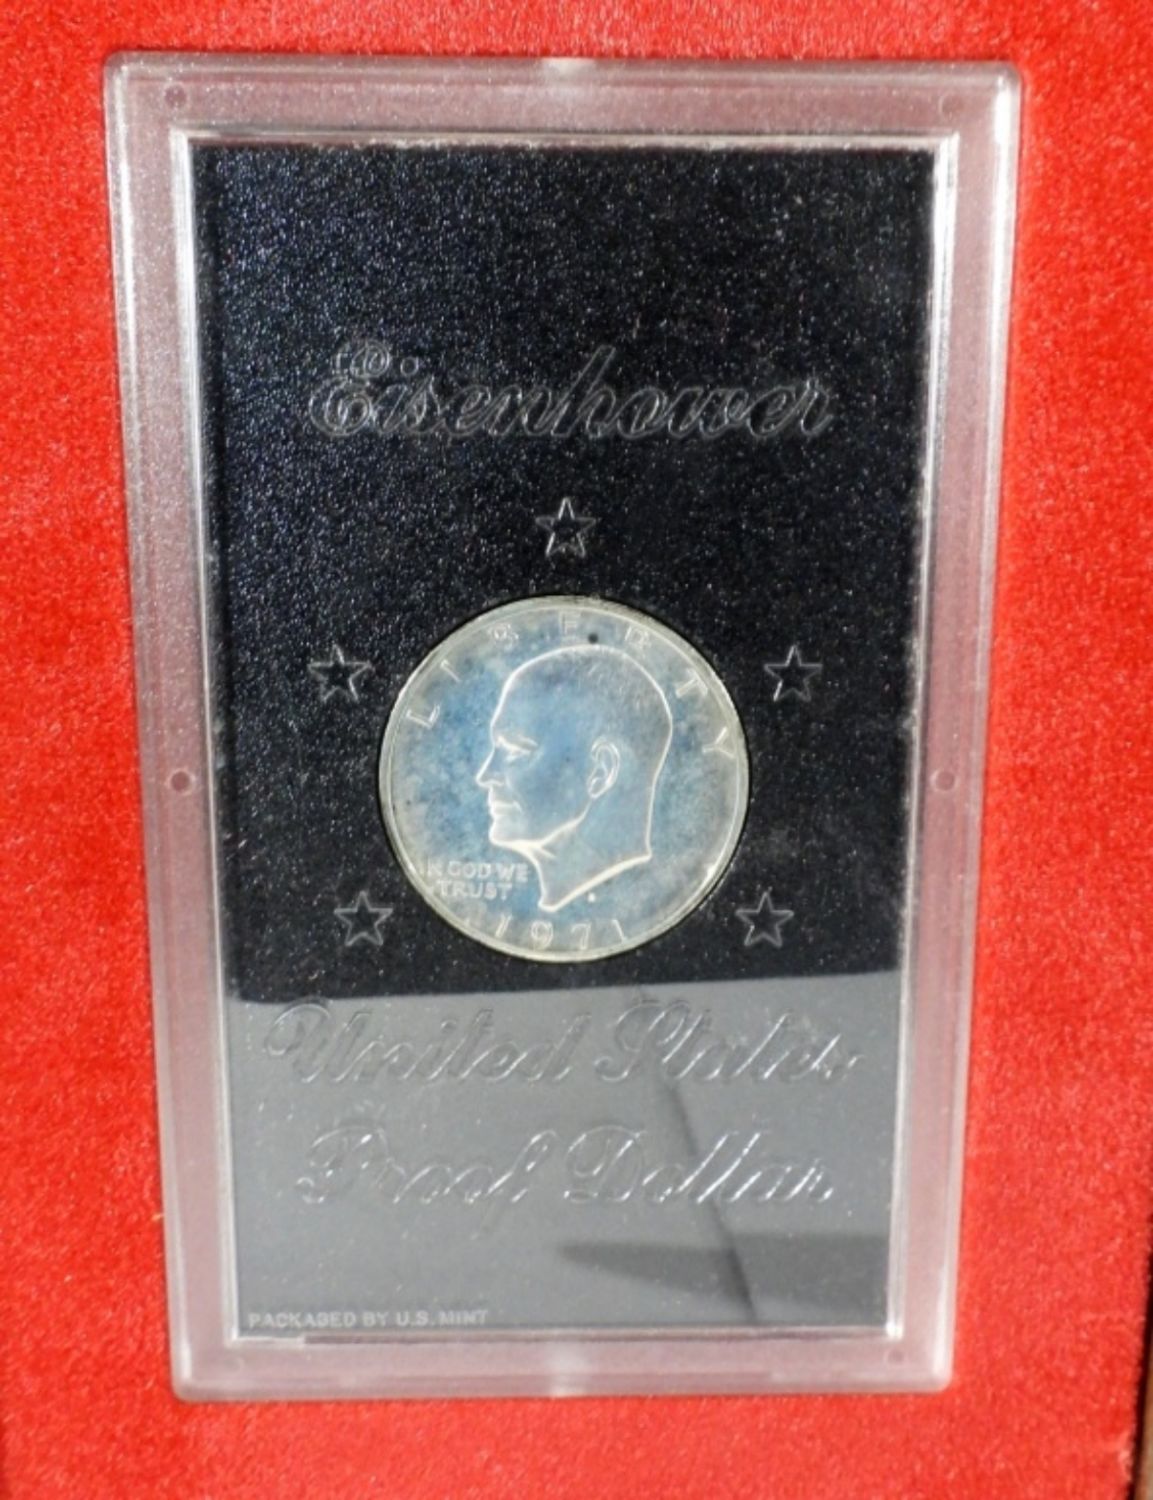 Eisenhower
LIBERTY
IN GOD WE
TRUST
1971
United States
Proof Dollar
PACKAGED BY U.S. MINT